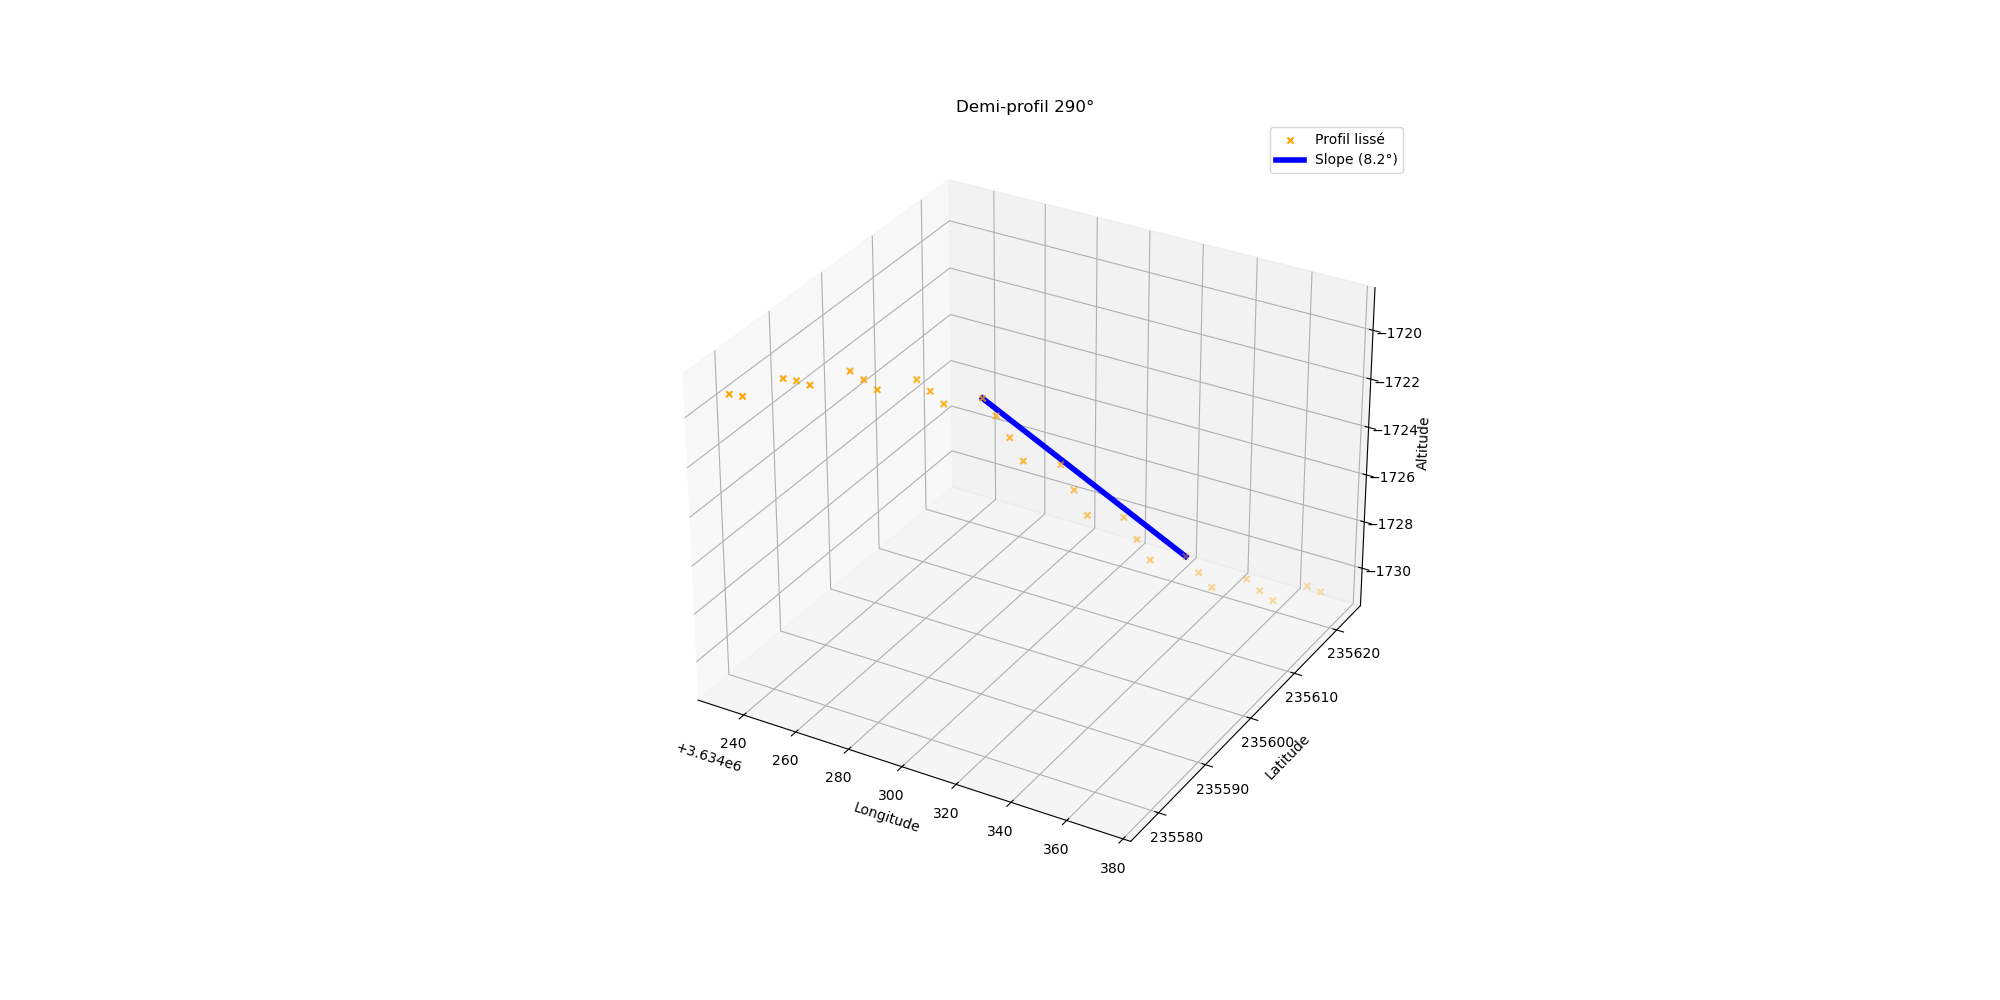 Demi-profil 290°
Profil lissé
Slope (8.2°)
−1720
−1722
−1724
−1726
−1728
−1730
Altitude
235620
235610
235600
235590
235580
Latitude
240
260
280
300
320
340
360
380
+3.634e6
Longitude